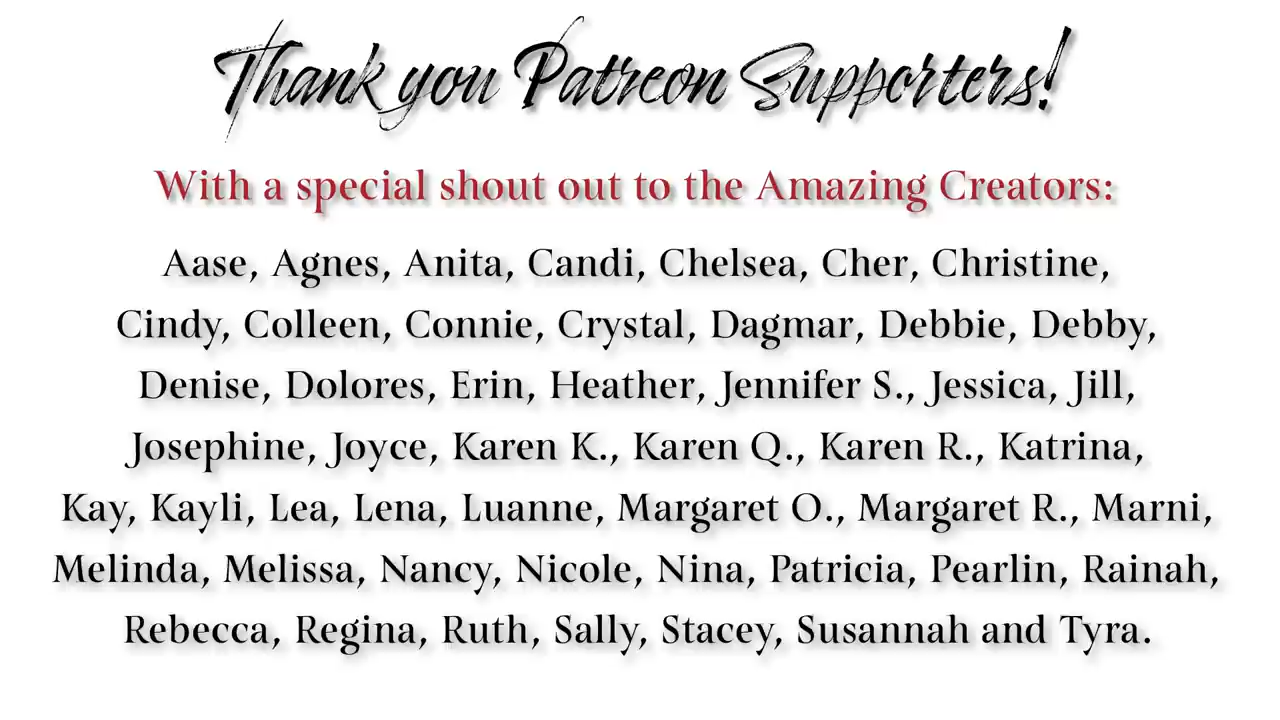 Thank you Patreon Supporters!
With a special shout out to the Amazing Creators:
Aase, Agnes, Anita, Candi, Chelsea, Cher, Christine,
Cindy, Colleen, Connie, Crystal, Dagmar, Debbie, Debby,
Denise, Dolores, Erin, Heather, Jennifer S., Jessica, Jill,
Josephine, Joyce, Karen K., Karen Q., Karen R., Katrina,
Kay, Kayli, Lea, Lena, Luanne, Margaret O., Margaret R., Marni,
Melinda, Melissa, Nancy, Nicole, Nina, Patricia, Pearlin, Rainah,
Rebecca, Regina, Ruth, Sally, Stacey, Susannah and Tyra.